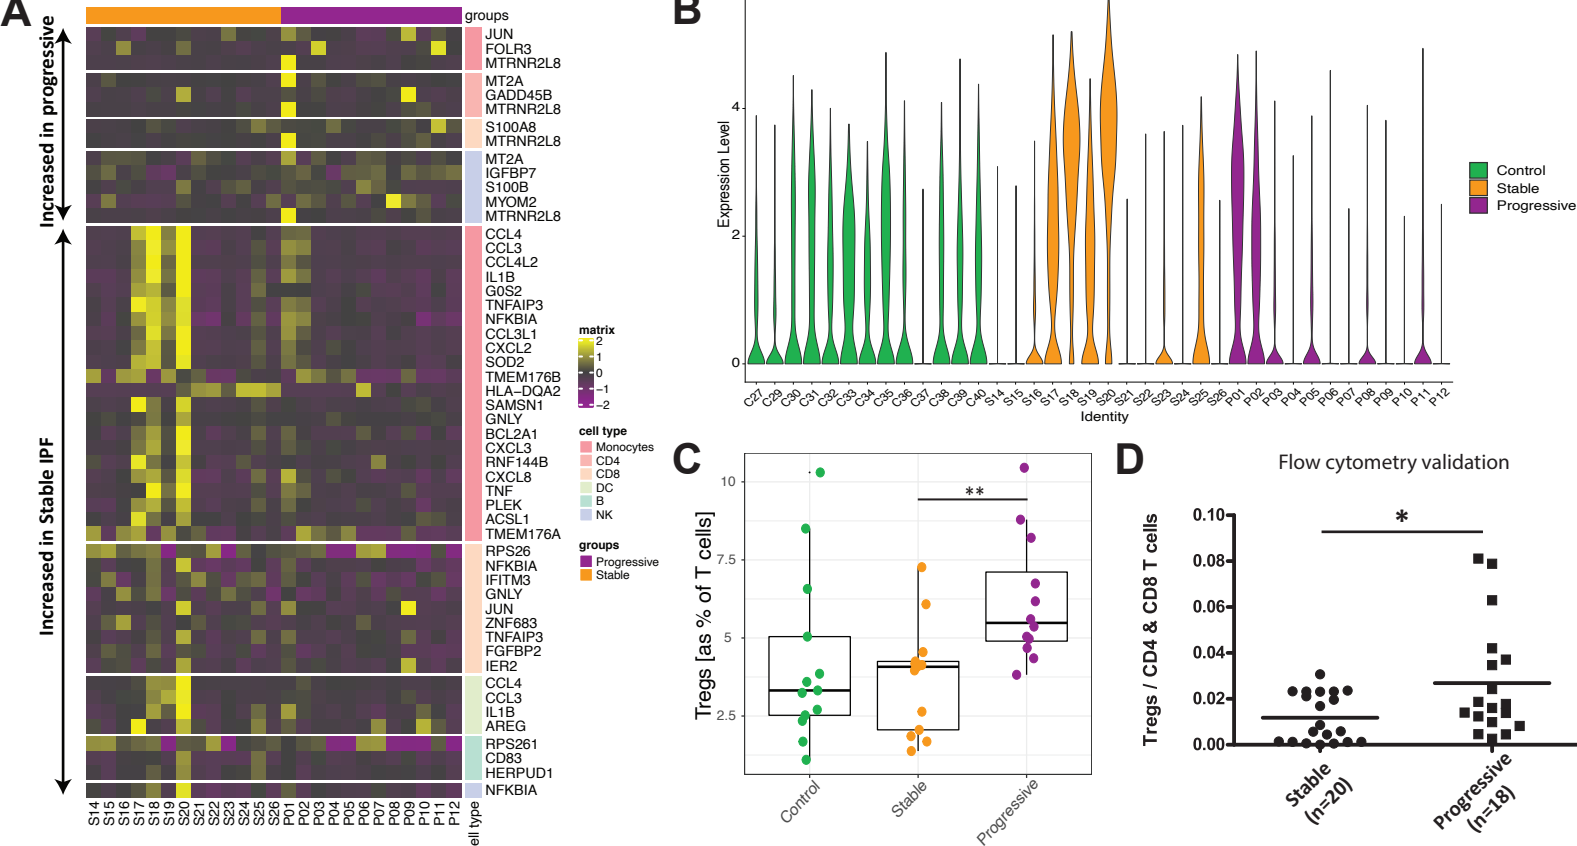 A
groups
Increased in progressive
JUN
FOLR3
MTRNR2L8
MT2A
GADD45B
MTRNR2L8
S100A8
MTRNR2L8
MT2A
IGFBP7
S100B
MYOM2
MTRNR2L8
Increased in Stable IPF
CCL4
CCL3
CCL4L2
IL1B
G0S2
TNFAIP3
NFKBIA
CCL3L1
CXCL2
SOD2
TMEM176B
HLA−DQA2
SAMSN1
GNLY
BCL2A1
CXCL3
RNF144B
CXCL8
TNF
PLEK
ACSL1
TMEM176A
RPS26
NFKBIA
IFITM3
GNLY
JUN
ZNF683
TNFAIP3
FGFBP2
IER2
CCL4
CCL3
IL1B
AREG
RPS261
CD83
HERPUD1
NFKBIA
S14 S15 S16 S17 S18 S19 S20 S21 S22 S23 S24 S25 S26 P01 P02 P03 P04 P05 P06 P07 P08 P09 P10 P11 P12
ell type
matrix
2
1
0
−1
−2
cell type
Monocytes
CD4
CD8
DC
B
NK
groups
Progressive
Stable
B
Expression Level
4
2
0
C27 C29 C30 C31 C32 C33 C34 C35 C36 C37 C38 C39 C40 S14 S15 S16 S17 S18 S19 S20 S21 S22 S23 S24 S25 S26 P01 P02 P03 P04 P05 P06 P07 P08 P09 P10 P11 P12
Identity
Control
Stable
Progressive
C
Tregs [as % of T cells]
10
7.5
5
2.5
**
Control
Stable
Progressive
D
Flow cytometry validation
Tregs / CD4 & CD8 T cells
0.10
0.08
0.06
0.04
0.02
0.00
*
Stable
(n=20)
Progressive
(n=18)